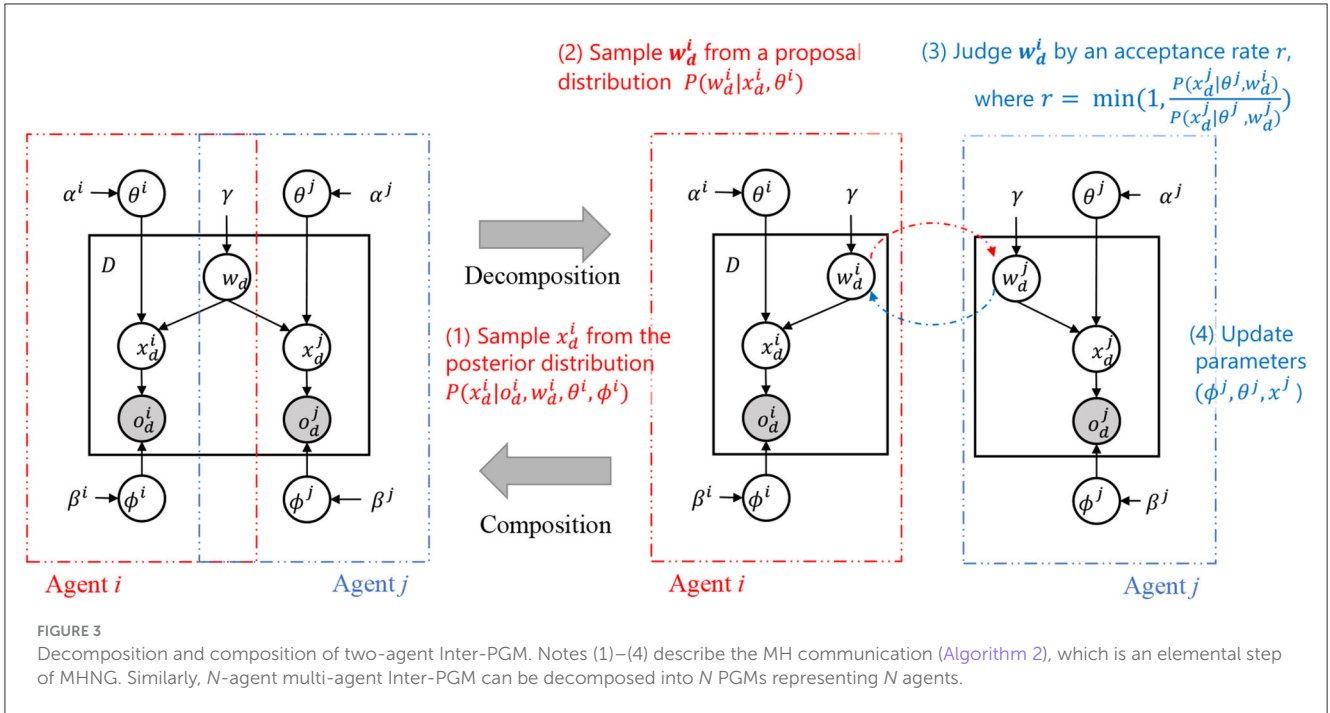 (2) Sample w_d^i from a proposal
distribution P(w_d^i|x_d^i, θ^i)
(3) Judge w_d^i by an acceptance rate r,
where r = min(1, P(x_d^j|θ^j,w_d^i) / P(x_d^j|θ^j,w_d^j))
α^i θ^i γ θ^j α^j
D
w_d
x_d^i x_d^j
o_d^i o_d^j
β^i ϕ^i ϕ^j β^j
Agent i
Agent j
Decomposition
(1) Sample x_d^i from the
posterior distribution
P(x_d^i|o_d^i, w_d^i, θ^i, ϕ^i)
Composition
α^i θ^i γ
D
w_d^i
x_d^i
o_d^i
β^i ϕ^i
Agent i
γ θ^j α^j
w_d^j
x_d^j
o_d^j
ϕ^j β^j
(4) Update
parameters
(ϕ^j, θ^j, x^j)
Agent j
FIGURE 3
Decomposition and composition of two-agent Inter-PGM. Notes (1)–(4) describe the MH communication (Algorithm 2), which is an elemental step
of MHNG. Similarly, N-agent multi-agent Inter-PGM can be decomposed into N PGMs representing N agents.